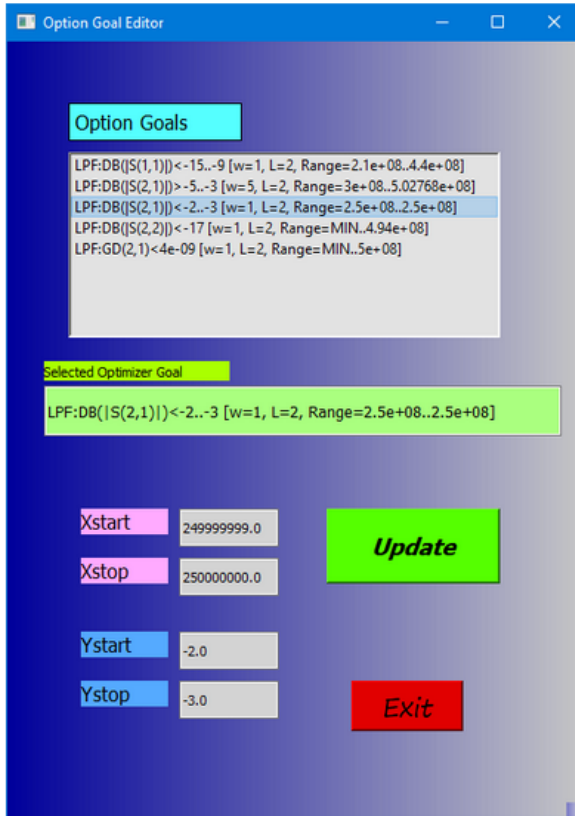 Option Goal Editor
Option Goals
LPF:DB(|S(1,1)|)<-15..-9 [w=1, L=2, Range=2.1e+08..4.4e+08]
LPF:DB(|S(2,1)|)>-5..-3 [w=5, L=2, Range=3e+08..5.02768e+08]
LPF:DB(|S(2,1)|)<-2..-3 [w=1, L=2, Range=2.5e+08..2.5e+08]
LPF:DB(|S(2,2)|)<-17 [w=1, L=2, Range=MIN..4.94e+08]
LPF:GD(2,1)<4e-09 [w=1, L=2, Range=MIN..5e+08]
Selected Optimizer Goal
LPF:DB(|S(2,1)|)<-2..-3 [w=1, L=2, Range=2.5e+08..2.5e+08]
Xstart 249999999.0
Update
Xstop 250000000.0
Ystart -2.0
Ystop -3.0
Exit